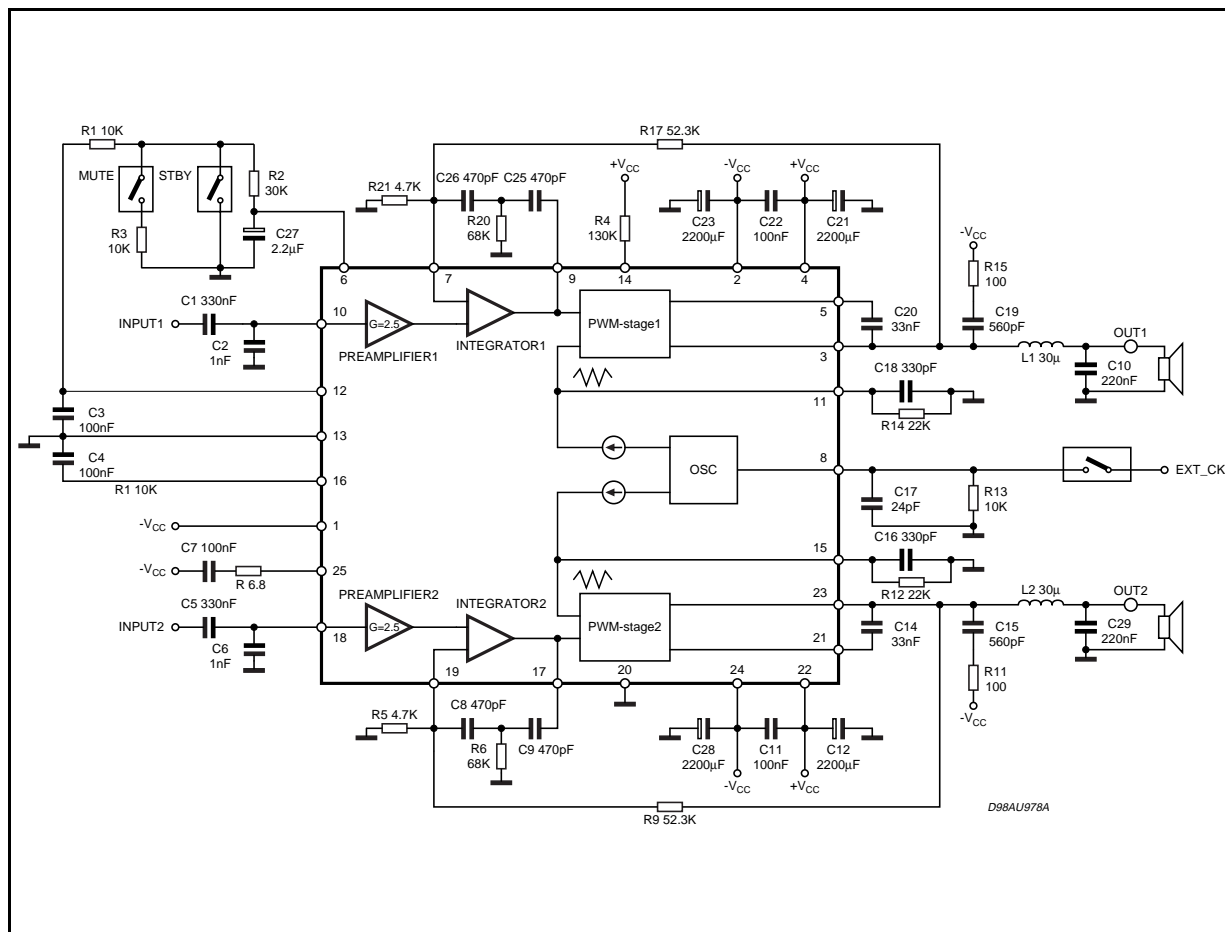 R1 10K
MUTE
STBY
R2
30K
R3
10K
C27
2.2µF
R21 4.7K
C26 470pF
C25 470pF
R20
68K
R17 52.3K
+VCC
R4
130K
-VCC
+VCC
C23
2200µF
C22
100nF
C21
2200µF
-VCC
R15
100
C19
560pF
6
7
9
14
2
4
INPUT1
C1 330nF
C2
1nF
10
G=2.5
PREAMPLIFIER1
INTEGRATOR1
PWM-stage1
5
3
C20
33nF
L1 30µ
OUT1
C10
220nF
C18 330pF
R14 22K
11
12
C3
100nF
13
C4
100nF
R1 10K
16
OSC
8
C17
24pF
R13
10K
EXT_CK
-VCC
1
-VCC
C7 100nF
R 6.8
25
C16 330pF
R12 22K
15
INPUT2
C5 330nF
C6
1nF
18
PREAMPLIFIER2
G=2.5
INTEGRATOR2
PWM-stage2
23
21
C14
33nF
C15
560pF
R11
100
-VCC
L2 30µ
OUT2
C29
220nF
19
17
20
24
22
R5 4.7K
C8 470pF
R6
68K
C9 470pF
C28
2200µF
C11
100nF
C12
2200µF
-VCC
+VCC
R9 52.3K
D98AU978A